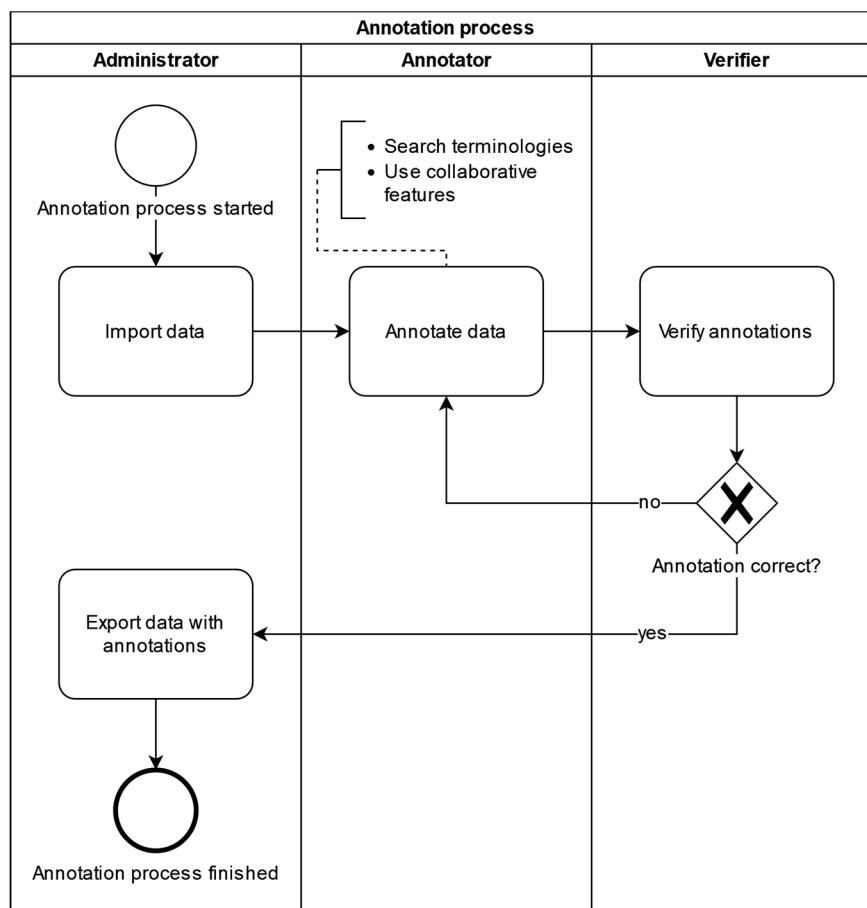 Annotation process
Administrator
Annotator
Verifier
Annotation process started
• Search terminologies
• Use collaborative
features
Import data
Annotate data
Verify annotations
no
Annotation correct?
Export data with
annotations
yes
Annotation process finished